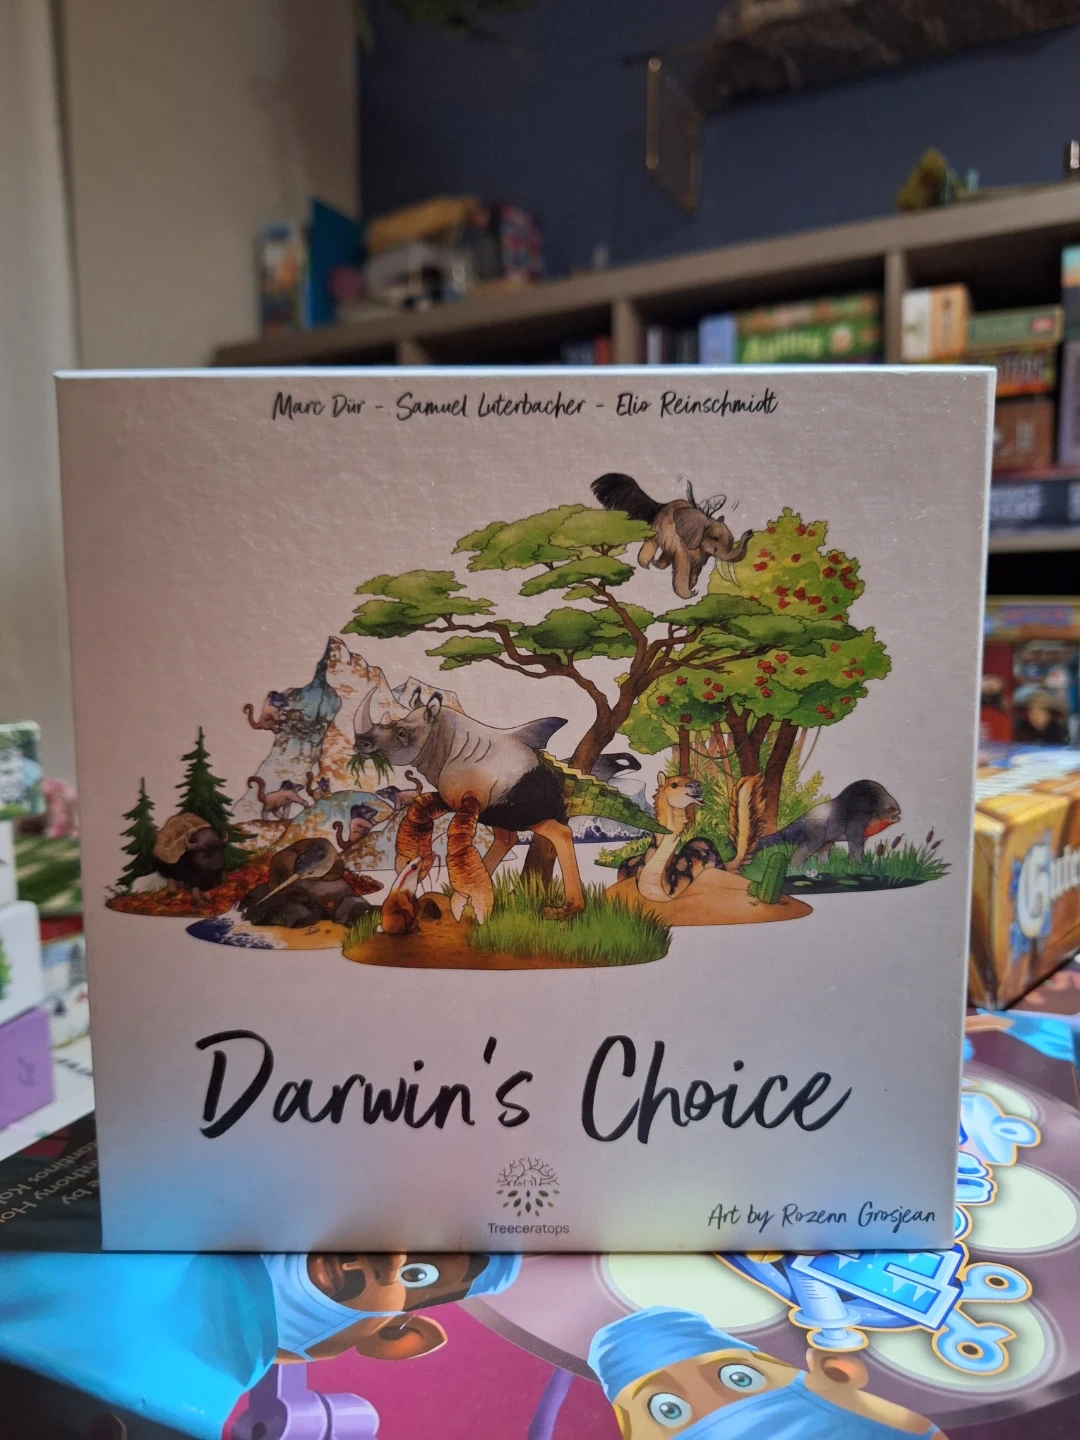 Marc Dür - Samuel Luterbacher - Elio Reinschmidt
Darwin's Choice
Treeceratops
Art by Rozenn Grosjean